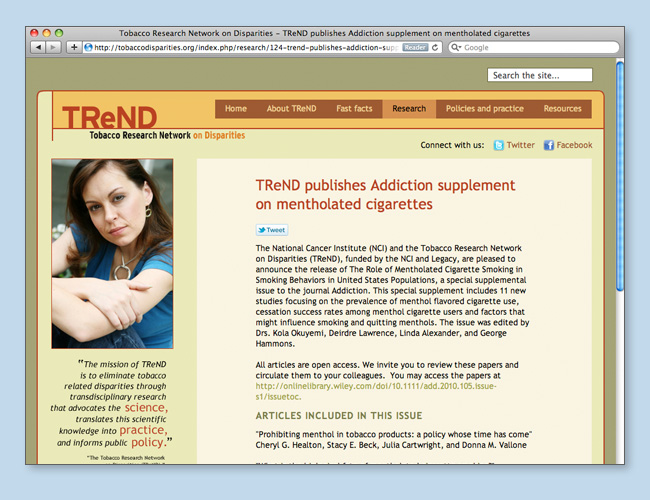 Tobacco Research Network on Disparities – TReND publishes Addiction supplement on mentholated cigarettes
http://tobaccodisparities.org/index.php/research/124-trend-publishes-addiction-sup
Reader
Google
Search the site...
TReND
Home About TReND Fast facts Research Policies and practice Resources
Tobacco Research Network on Disparities
Connect with us: Twitter Facebook
TReND publishes Addiction supplement
on mentholated cigarettes
Tweet
The National Cancer Institute (NCI) and the Tobacco Research Network
on Disparities (TReND), funded by the NCI and Legacy, are pleased to
announce the release of The Role of Mentholated Cigarette Smoking in
Smoking Behaviors in United States Populations, a special supplemental
issue to the journal Addiction. This special supplement includes 11 new
studies focusing on the prevalence of menthol flavored cigarette use,
cessation success rates among menthol cigarette users and factors that
might influence smoking and quitting menthols. The issue was edited by
Drs. Kola Okuyemi, Deirdre Lawrence, Linda Alexander, and George
Hammons.
All articles are open access. We invite you to review these papers and
circulate them to your colleagues. You may access the papers at
http://onlinelibrary.wiley.com/doi/10.1111/add.2010.105.issue-
s1/issuetoc.
ARTICLES INCLUDED IN THIS ISSUE
"Prohibiting menthol in tobacco products: a policy whose time has come"
Cheryl G. Healton, Stacy E. Beck, Julia Cartwright, and Donna M. Vallone
"The mission of TReND
is to eliminate tobacco
related disparities through
transdisciplinary research
that advocates the science,
translates this scientific
knowledge into practice,
and informs public policy."
"The Tobacco Research Network